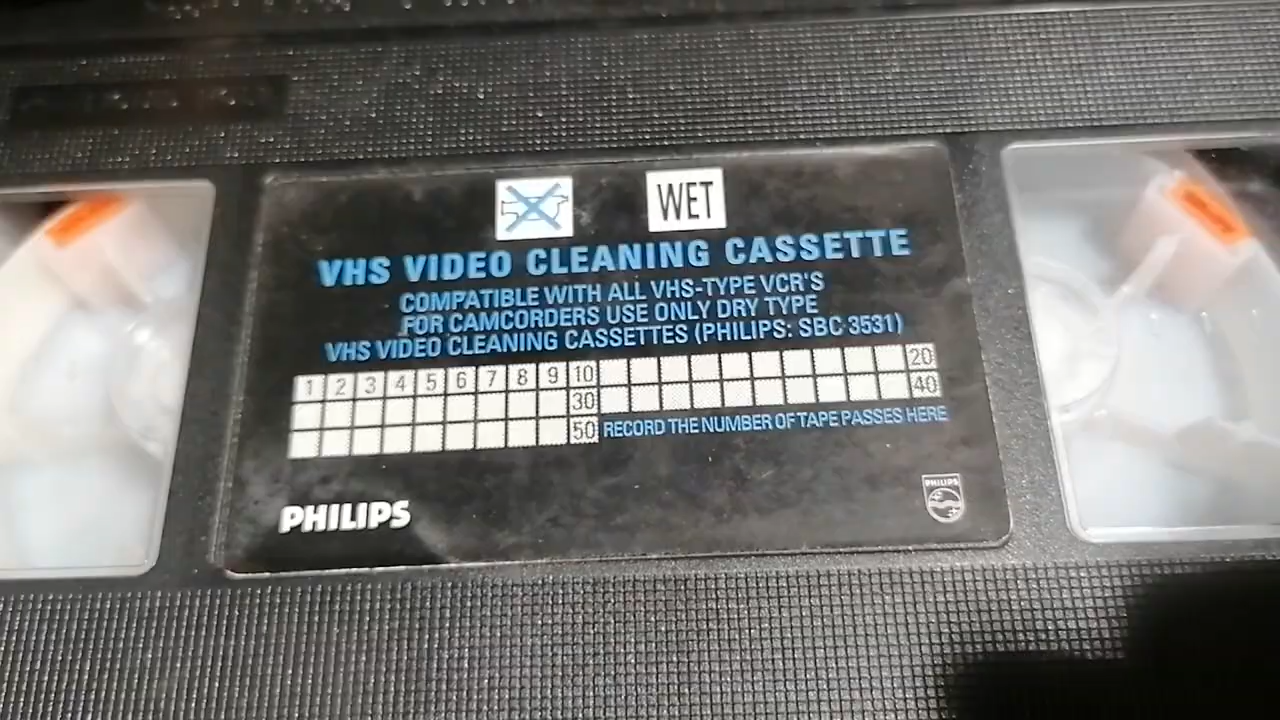 WET
VHS VIDEO CLEANING CASSETTE
COMPATIBLE WITH ALL VHS-TYPE VCR'S
FOR CAMCORDERS USE ONLY DRY TYPE
VHS VIDEO CLEANING CASSETTES (PHILIPS: SBC 3531)
1 2 3 4 5 6 7 8 9 10 20
30 40
50 RECORD THE NUMBER OF TAPE PASSES HERE
PHILIPS
PHILIPS